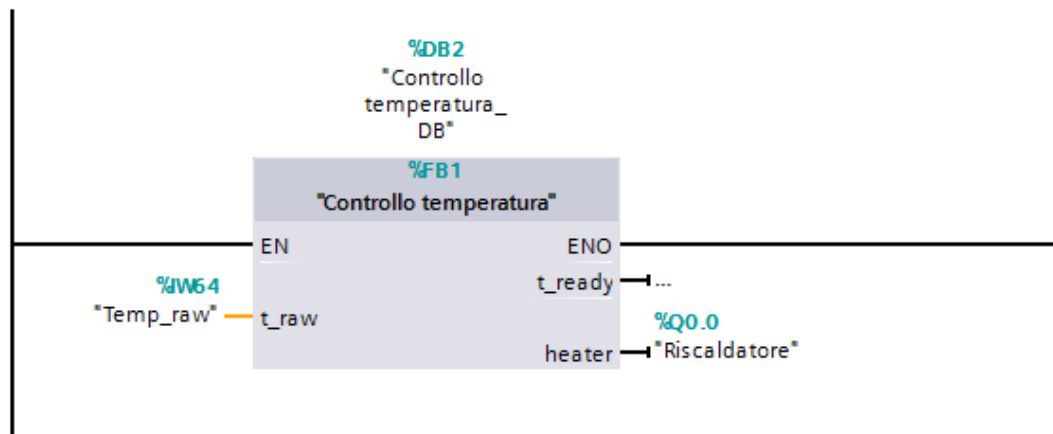 %DB2
"Controllo
temperatura_
DB"
%FB1
"Controllo temperatura"
EN ENO
%IW64
"Temp_raw" t_raw
t_ready ...
%Q0.0
heater "Riscaldatore"